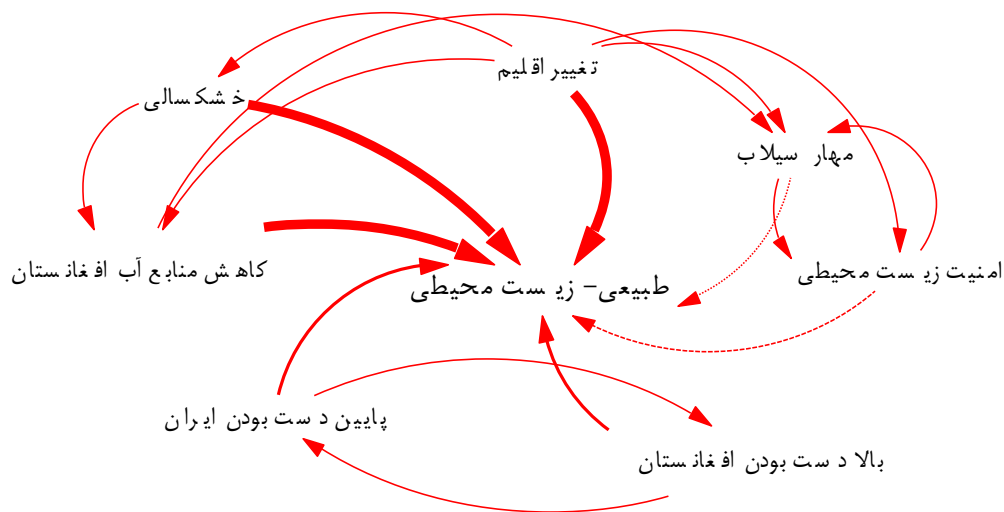 تغییر اقلیم
خشکسالی
مهار سیلاب
کاهش منابع آب افغانستان
امنیت زیست محیطی
طبیعی- زیست محیطی
پایین دست بودن ایران
بالا دست بودن افغانستان